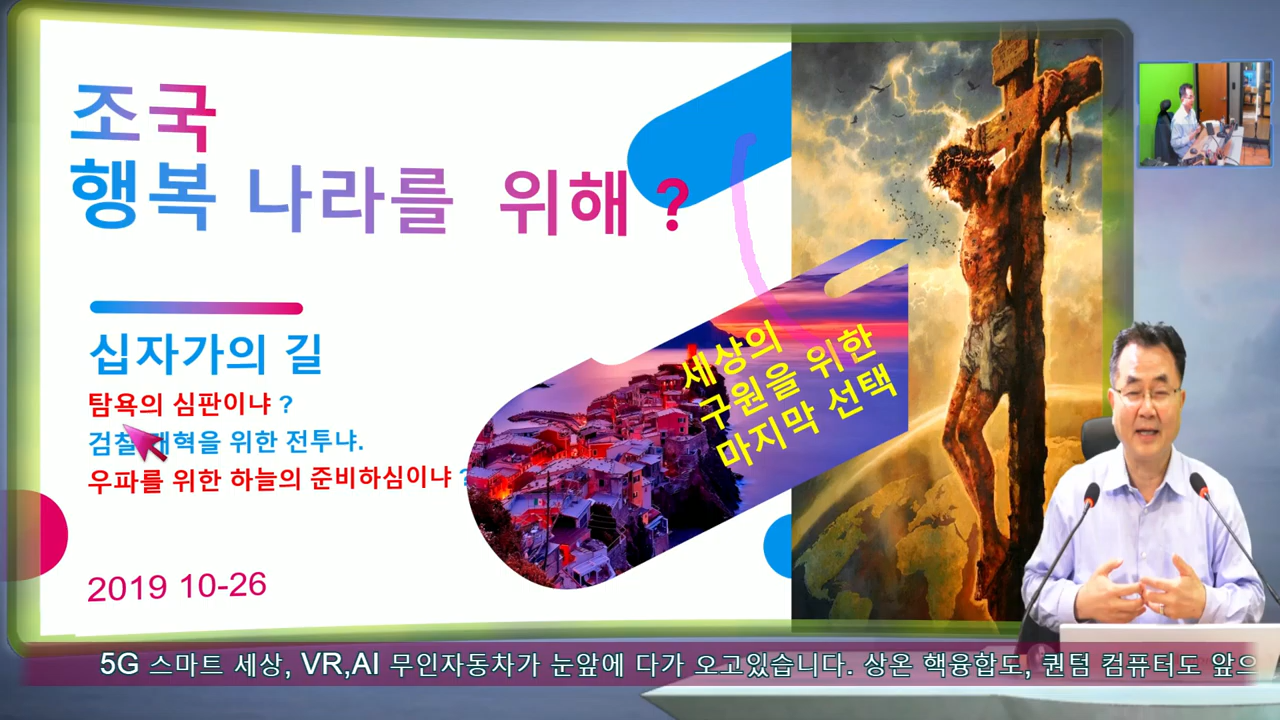 조국
행복 나라를 위해 ?
십자가의 길
탐욕의 심판이냐 ?
검찰개혁을 위한 전투냐.
우파를 위한 하늘의 준비하심이냐 ?
2019 10-26
세상의
구원을 위한
마지막 선택
5G 스마트 세상, VR,AI 무인자동차가 눈앞에 다가 오고있습니다. 상온 핵융합도, 퀀텀 컴퓨터도 앞으